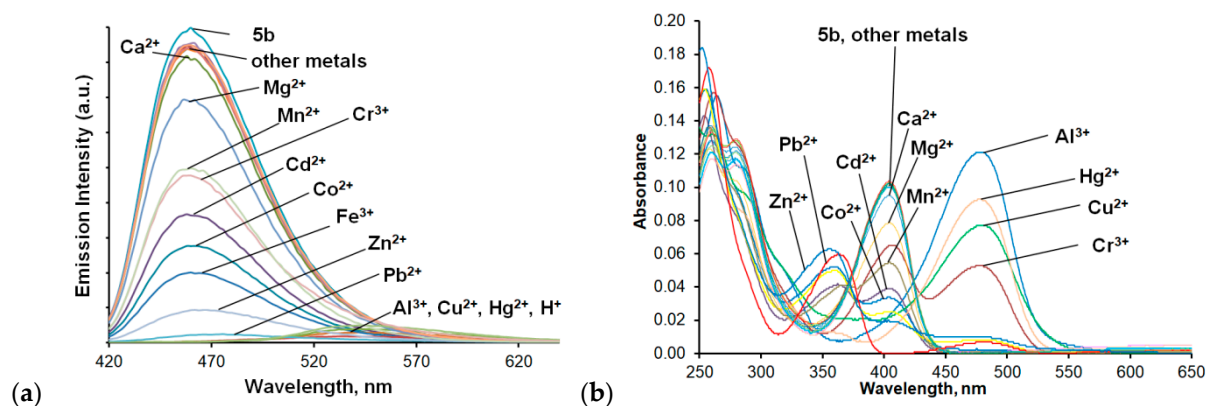 5b
Ca²⁺
other metals
Mg²⁺
Mn²⁺
Cr³⁺
Cd²⁺
Co²⁺
Fe³⁺
Zn²⁺
Pb²⁺
Al³⁺, Cu²⁺, Hg²⁺, H⁺
Emission Intensity (a.u.)
420 470 520 570 620
Wavelength, nm
(a)
0.20
0.18
0.16
0.14
0.12
0.10
0.08
0.06
0.04
0.02
0.00
Absorbance
5b, other metals
Ca²⁺
Pb²⁺
Cd²⁺
Mg²⁺
Al³⁺
Zn²⁺
Co²⁺
Mn²⁺
Hg²⁺
Cu²⁺
Cr³⁺
250 300 350 400 450 500 550 600 650
Wavelength, nm
(b)